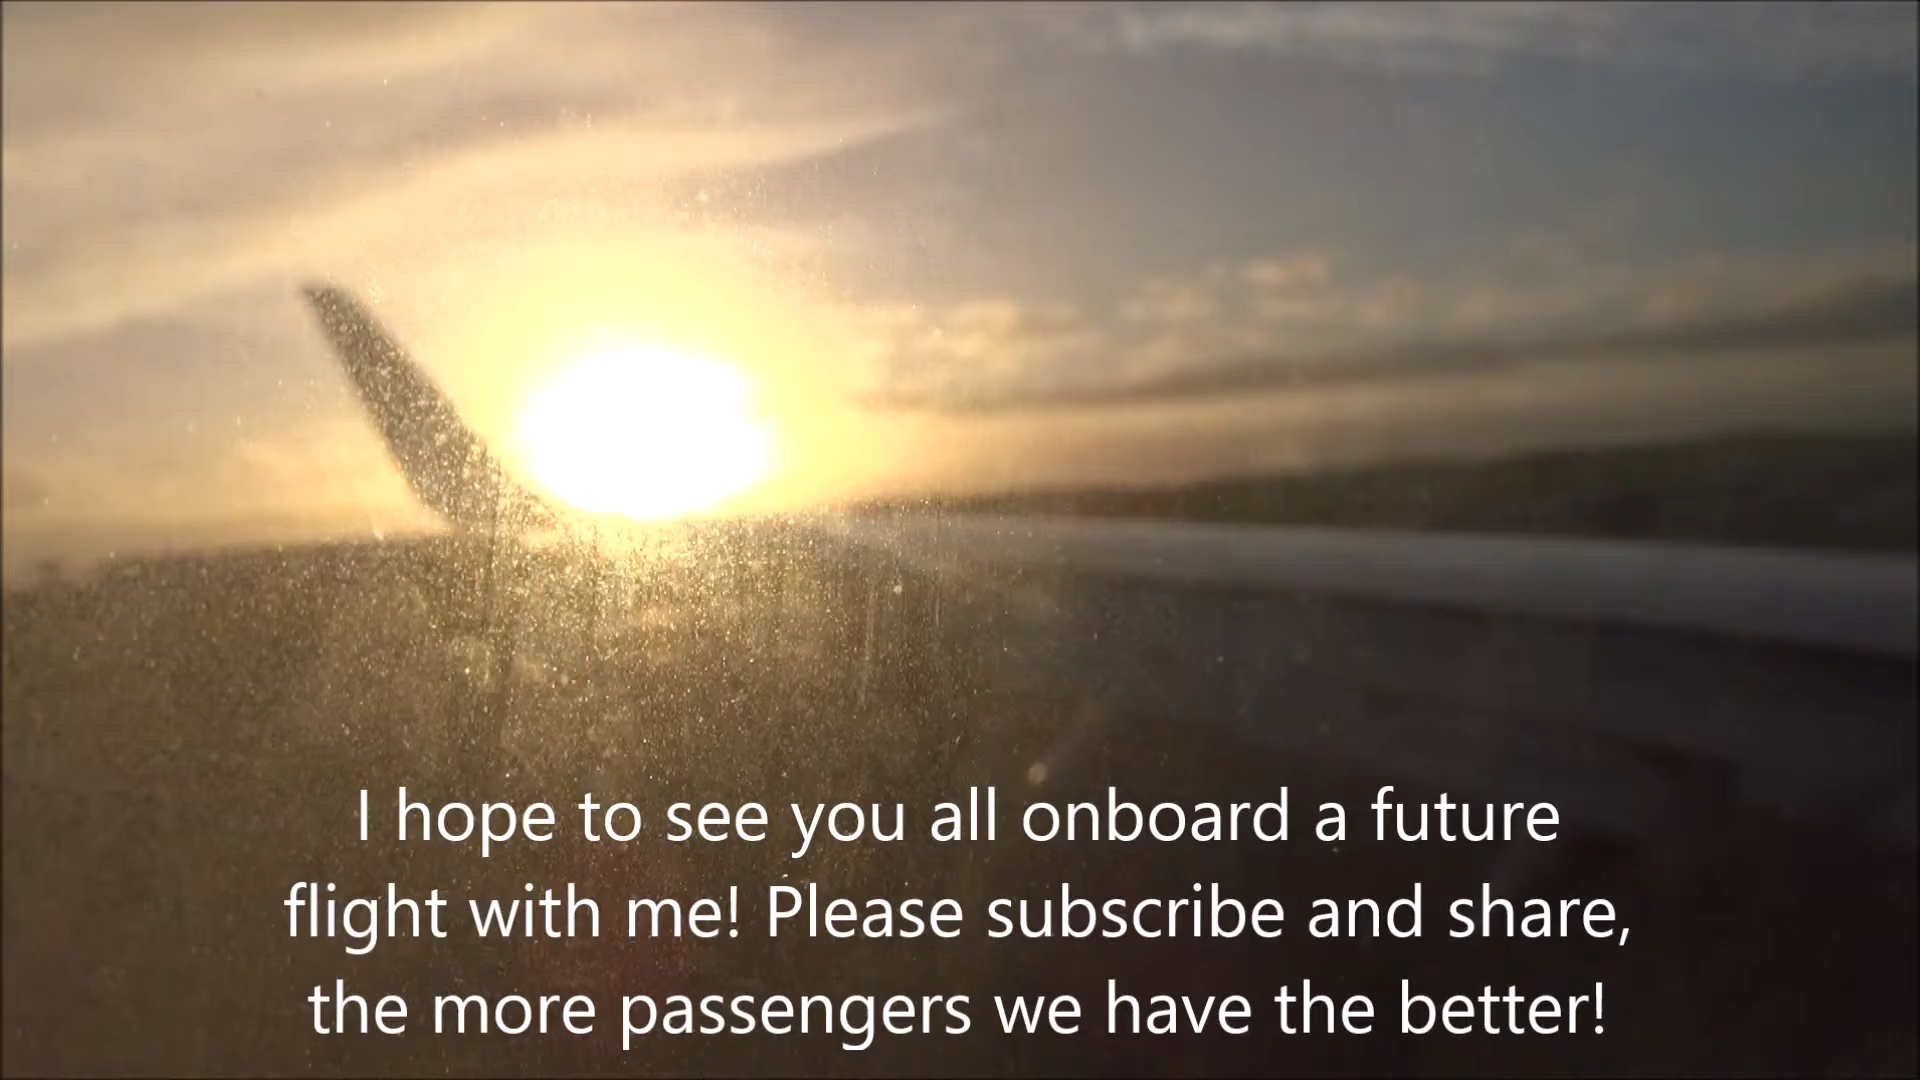 I hope to see you all onboard a future
flight with me! Please subscribe and share,
the more passengers we have the better!